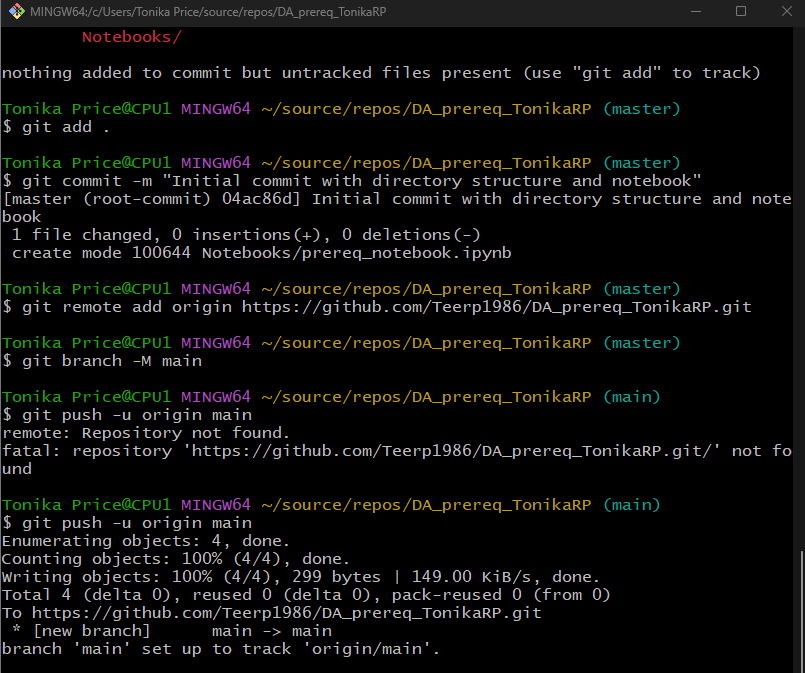 MINGW64:/c/Users/Tonika Price/source/repos/DA_prereq_TonikaRP
Notebooks/
nothing added to commit but untracked files present (use "git add" to track)
Tonika Price@CPU1 MINGW64 ~/source/repos/DA_prereq_TonikaRP (master)
$ git add .
Tonika Price@CPU1 MINGW64 ~/source/repos/DA_prereq_TonikaRP (master)
$ git commit -m "Initial commit with directory structure and notebook"
[master (root-commit) 04ac86d] Initial commit with directory structure and note
book
1 file changed, 0 insertions(+), 0 deletions(-)
create mode 100644 Notebooks/prereq_notebook.ipynb
Tonika Price@CPU1 MINGW64 ~/source/repos/DA_prereq_TonikaRP (master)
$ git remote add origin https://github.com/Teerp1986/DA_prereq_TonikaRP.git
Tonika Price@CPU1 MINGW64 ~/source/repos/DA_prereq_TonikaRP (master)
$ git branch -M main
Tonika Price@CPU1 MINGW64 ~/source/repos/DA_prereq_TonikaRP (main)
$ git push -u origin main
remote: Repository not found.
fatal: repository 'https://github.com/Teerp1986/DA_prereq_TonikaRP.git/' not fo
und
Tonika Price@CPU1 MINGW64 ~/source/repos/DA_prereq_TonikaRP (main)
$ git push -u origin main
Enumerating objects: 4, done.
Counting objects: 100% (4/4), done.
Writing objects: 100% (4/4), 299 bytes | 149.00 KiB/s, done.
Total 4 (delta 0), reused 0 (delta 0), pack-reused 0 (from 0)
To https://github.com/Teerp1986/DA_prereq_TonikaRP.git
* [new branch]      main -> main
branch 'main' set up to track 'origin/main'.